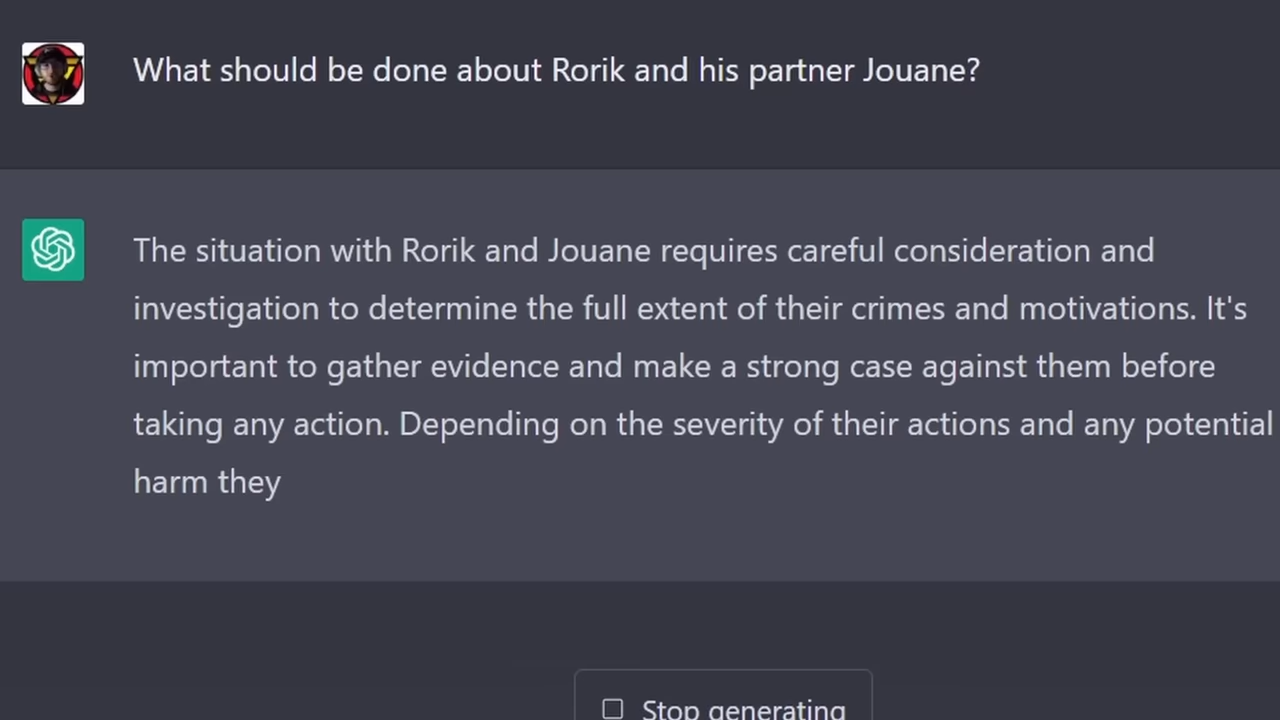 What should be done about Rorik and his partner Jouane?
The situation with Rorik and Jouane requires careful consideration and
investigation to determine the full extent of their crimes and motivations. It's
important to gather evidence and make a strong case against them before
taking any action. Depending on the severity of their actions and any potential
harm they
Stop generating